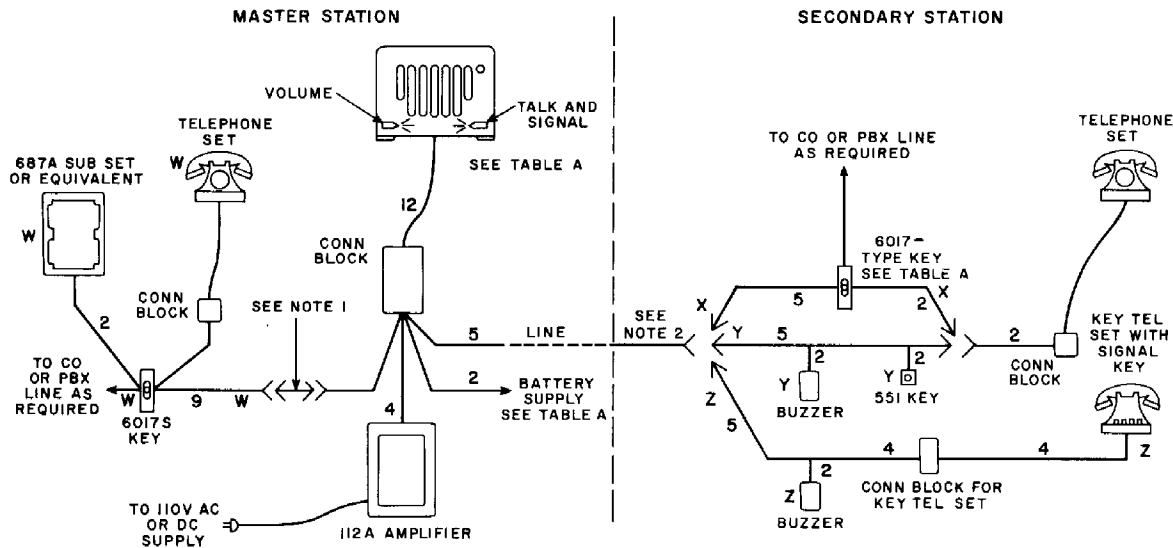 MASTER STATION
SECONDARY STATION
VOLUME
TALK AND
SIGNAL
TELEPHONE
SET
W
687A SUB SET
OR EQUIVALENT
W
SEE TABLE A
12
CONN
BLOCK
CONN
BLOCK
SEE NOTE 1
2
TO CO
OR PBX
LINE AS
REQUIRED
W
9
W
6017S
KEY
5
LINE
2
BATTERY
SUPPLY
SEE TABLE A
4
TO 110V AC
OR DC
SUPPLY
112A AMPLIFIER
TO CO OR PBX LINE
AS REQUIRED
TELEPHONE
SET
6017-
TYPE KEY
SEE TABLE A
X
5
2
X
SEE
NOTE 2
Y
5
2
Y
BUZZER
2
Y
551 KEY
2
CONN
BLOCK
KEY TEL
SET WITH
SIGNAL
KEY
Z
5
2
Z
BUZZER
4
4
Z
CONN BLOCK FOR
KEY TEL SET